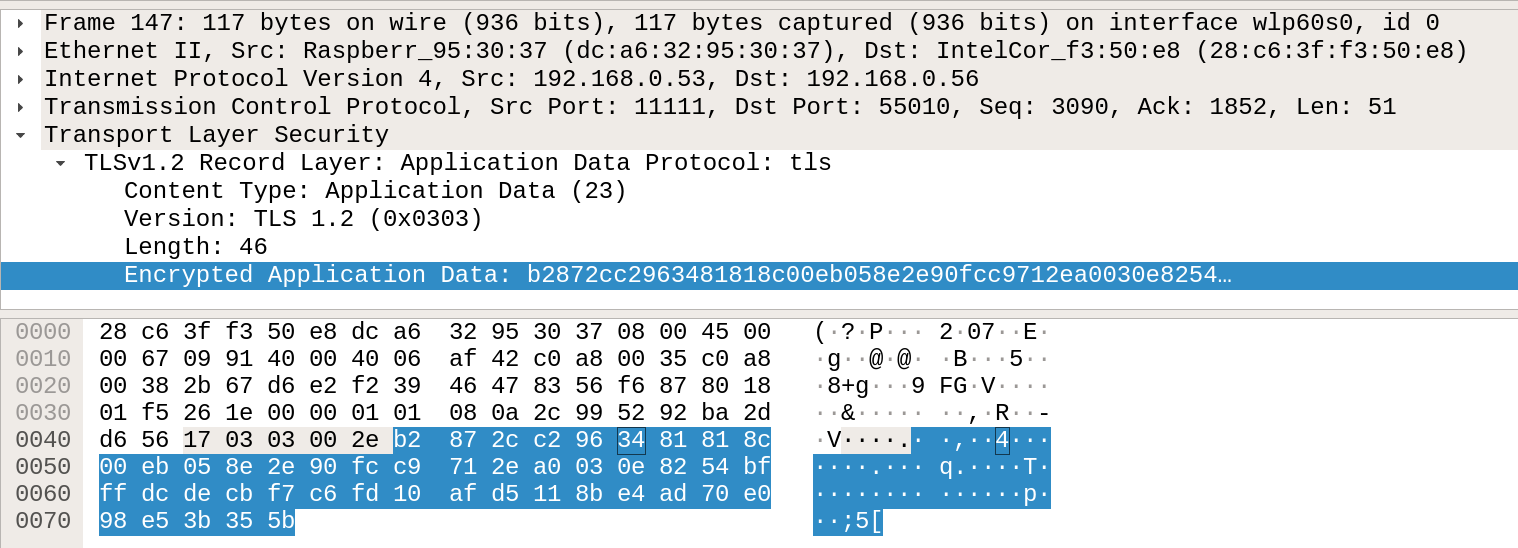 Frame 147: 117 bytes on wire (936 bits), 117 bytes captured (936 bits) on interface wlp60s0, id 0
Ethernet II, Src: Raspberr_95:30:37 (dc:a6:32:95:30:37), Dst: IntelCor_f3:50:e8 (28:c6:3f:f3:50:e8)
Internet Protocol Version 4, Src: 192.168.0.53, Dst: 192.168.0.56
Transmission Control Protocol, Src Port: 11111, Dst Port: 55010, Seq: 3090, Ack: 1852, Len: 51
Transport Layer Security
TLSv1.2 Record Layer: Application Data Protocol: tls
Content Type: Application Data (23)
Version: TLS 1.2 (0x0303)
Length: 46
Encrypted Application Data: b2872cc2963481818c00eb058e2e90fcc9712ea0030e8254…
0000 28 c6 3f f3 50 e8 dc a6 32 95 30 37 08 00 45 00 (·?·P··· 2·07··E·
0010 00 67 09 91 40 00 40 06 af 42 c0 a8 00 35 c0 a8 ·g··@·@· ·B···5··
0020 00 38 2b 67 d6 e2 f2 39 46 47 83 56 f6 87 80 18 ·8+g···9 FG·V····
0030 01 f5 26 1e 00 00 01 01 08 0a 2c 99 52 92 ba 2d ··&····· ··,·R··-
0040 d6 56 17 03 03 00 2e b2 87 2c c2 96 34 81 81 8c ·V····.· ·,··4···
0050 00 eb 05 8e 2e 90 fc c9 71 2e a0 03 0e 82 54 bf ····.··· q.····T·
0060 ff dc de cb f7 c6 fd 10 af d5 11 8b e4 ad 70 e0 ········ ······p·
0070 98 e5 3b 35 5b ··;5[